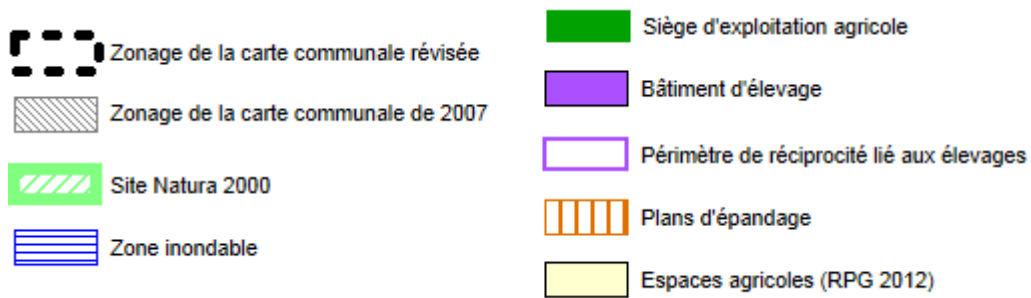 Zonage de la carte communale révisée
Zonage de la carte communale de 2007
Site Natura 2000
Zone inondable
Siège d'exploitation agricole
Bâtiment d'élevage
Périmètre de réciprocité lié aux élevages
Plans d'épandage
Espaces agricoles (RPG 2012)